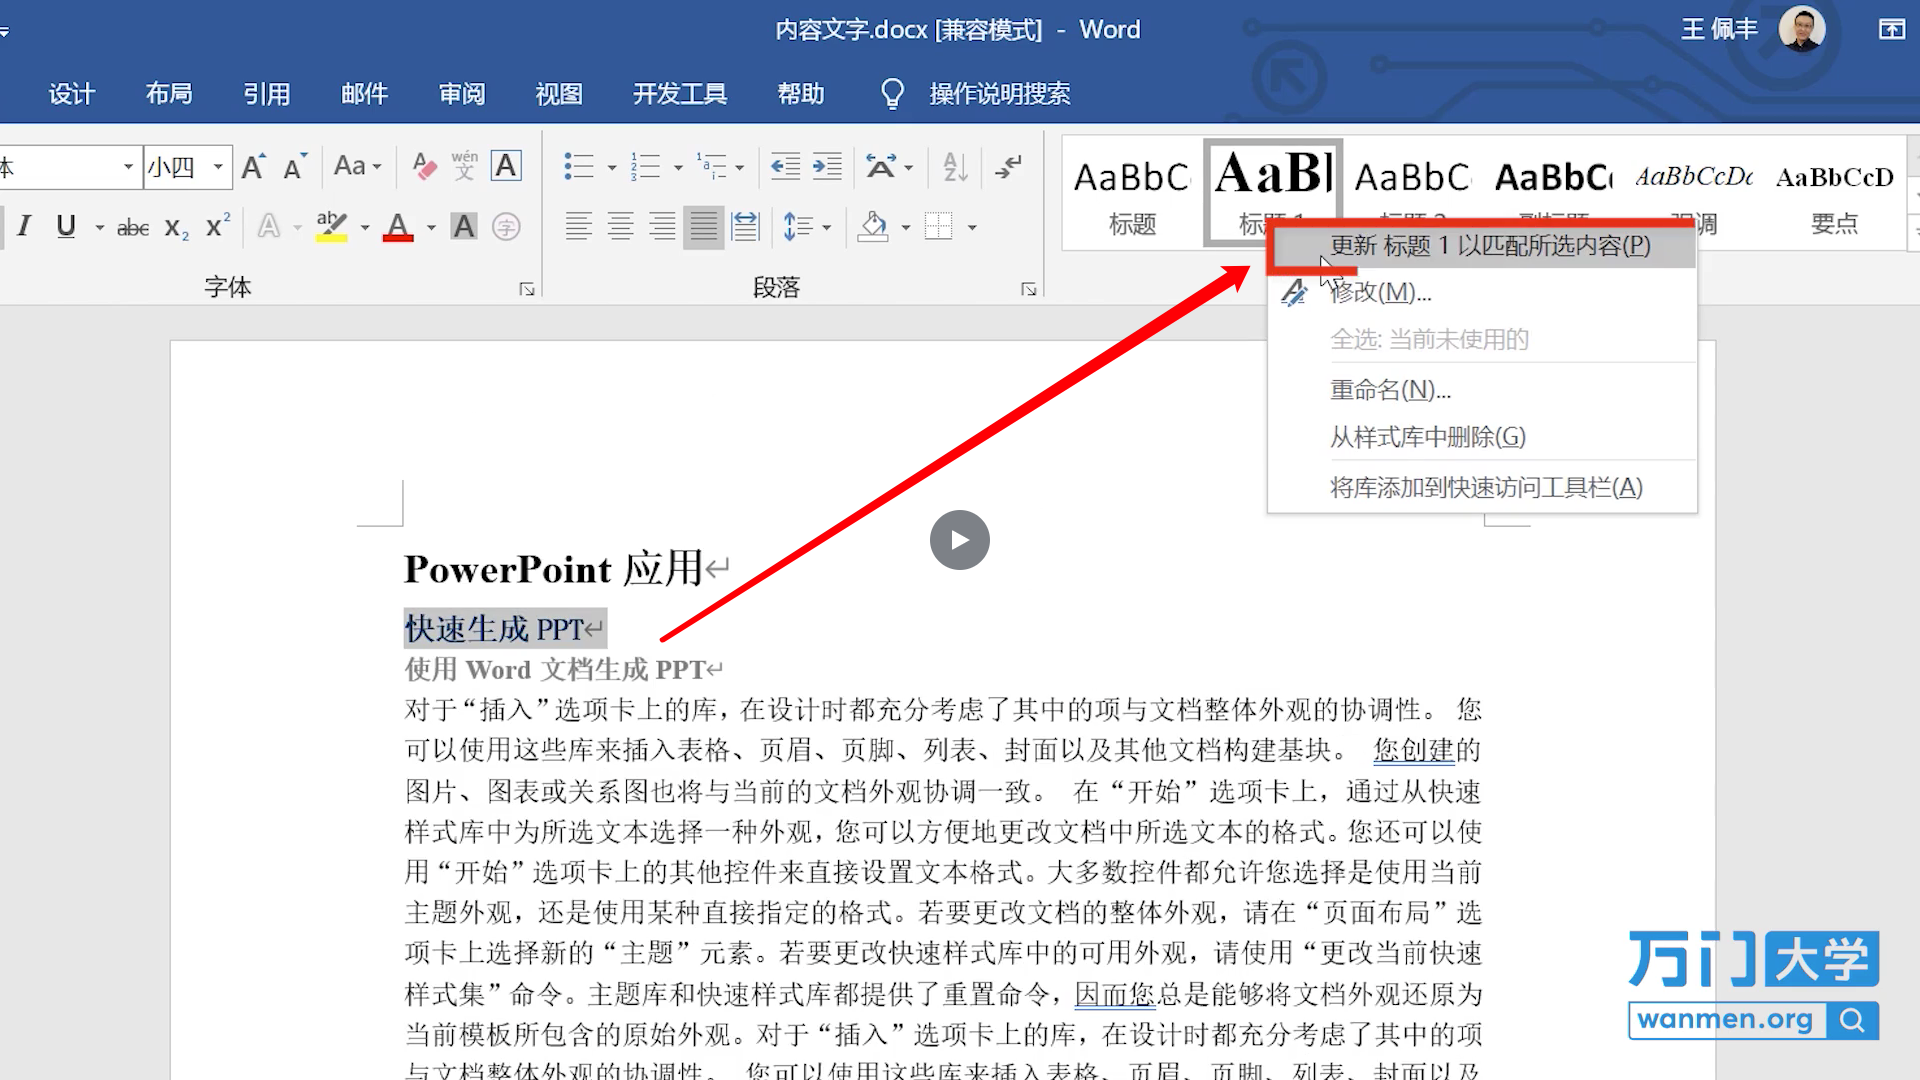 内容文字.docx [兼容模式] - Word
王 佩丰
设计 布局 引用 邮件 审阅 视图 开发工具 帮助 操作说明搜索
体 小四 A A Aa wén 文 A
I U abc X₂ X² A ab A A 字
字体
段落
AaBbC AaBl AaBbC AaBbC AaBbCcDc AaBbCcD
标题 标题 1 标题 2 副标题 强调 要点
更新 标题 1 以匹配所选内容(P)
修改(M)...
全选: 当前未使用的
重命名(N)...
从样式库中删除(G)
将库添加到快速访问工具栏(A)
PowerPoint 应用
快速生成 PPT
使用 Word 文档生成 PPT
对于“插入”选项卡上的库，在设计时都充分考虑了其中的项与文档整体外观的协调性。 您
可以使用这些库来插入表格、页眉、页脚、列表、封面以及其他文档构建基块。 您创建的
图片、图表或关系图也将与当前的文档外观协调一致。 在“开始”选项卡上，通过从快速
样式库中为所选文本选择一种外观，您可以方便地更改文档中所选文本的格式。您还可以使
用“开始”选项卡上的其他控件来直接设置文本格式。大多数控件都允许您选择是使用当前
主题外观，还是使用某种直接指定的格式。若要更改文档的整体外观，请在“页面布局”选
项卡上选择新的“主题”元素。若要更改快速样式库中的可用外观，请使用“更改当前快速
样式集”命令。主题库和快速样式库都提供了重置命令，因而您总是能够将文档外观还原为
当前模板所包含的原始外观。对于“插入”选项卡上的库，在设计时都充分考虑了其中的项
与文档整体外观的协调性。 您可以使用这些库来插入表格、页眉、页脚、列表、封面以及
万门大学
wanmen.org